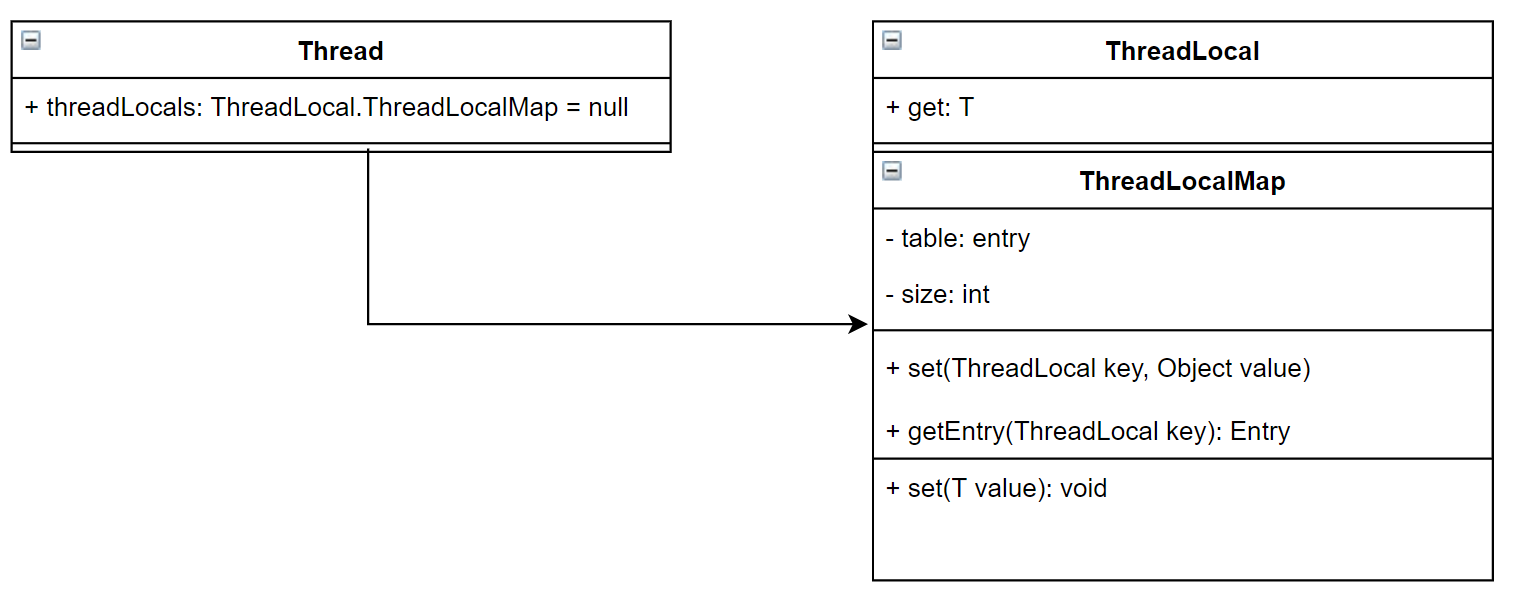 Thread
+ threadLocals: ThreadLocal.ThreadLocalMap = null
ThreadLocal
+ get: T
ThreadLocalMap
- table: entry
- size: int
+ set(ThreadLocal key, Object value)
+ getEntry(ThreadLocal key): Entry
+ set(T value): void